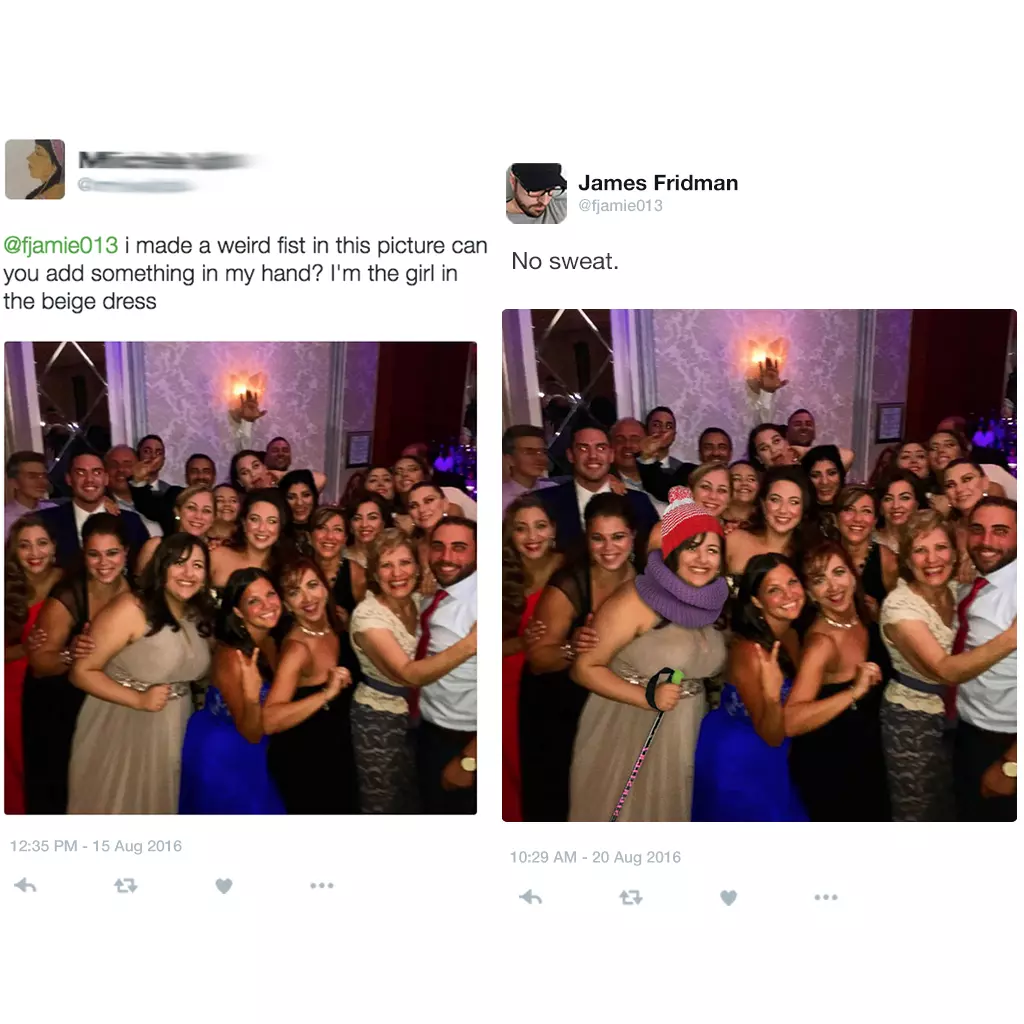 @fjamie013 i made a weird fist in this picture can
you add something in my hand? I'm the girl in
the beige dress
12:35 PM - 15 Aug 2016
James Fridman
@fjamie013
No sweat.
10:29 AM - 20 Aug 2016